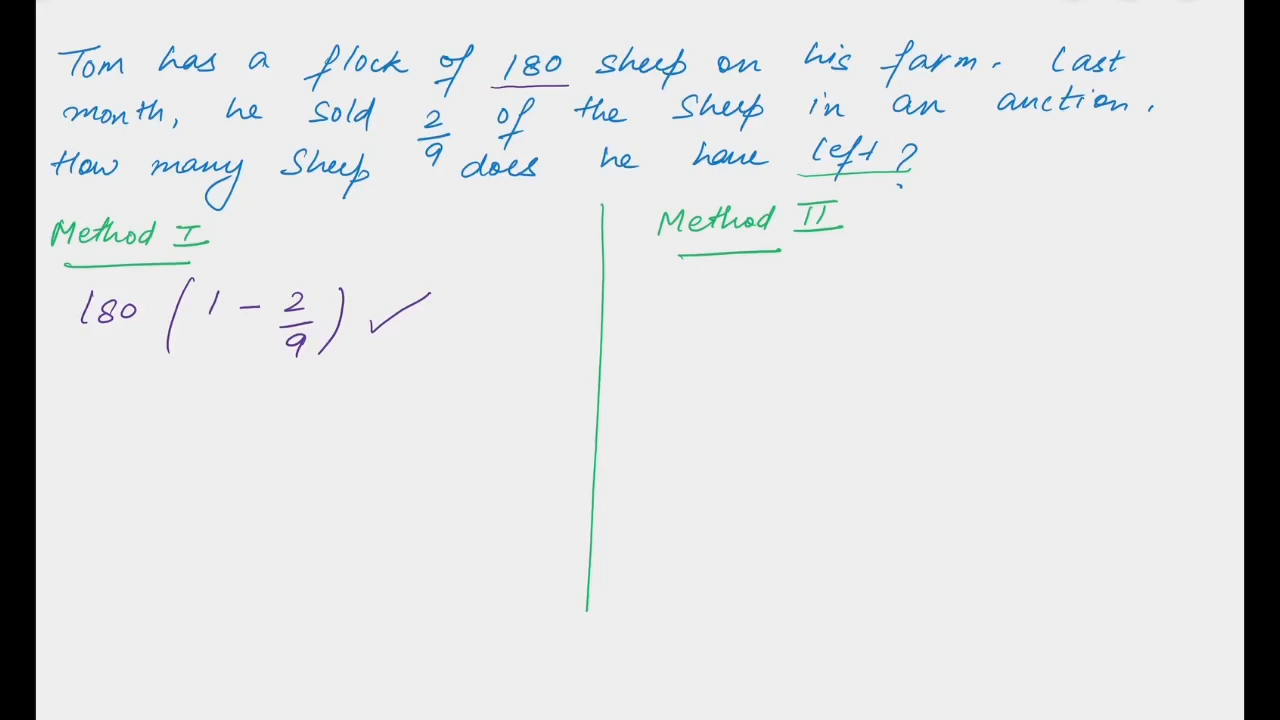 Tom has a flock of 180 sheep on his farm. Last
month, he sold 2/9 of the sheep in an auction.
How many sheep does he have left?
Method I
Method II
180 (1 - 2/9) ✓